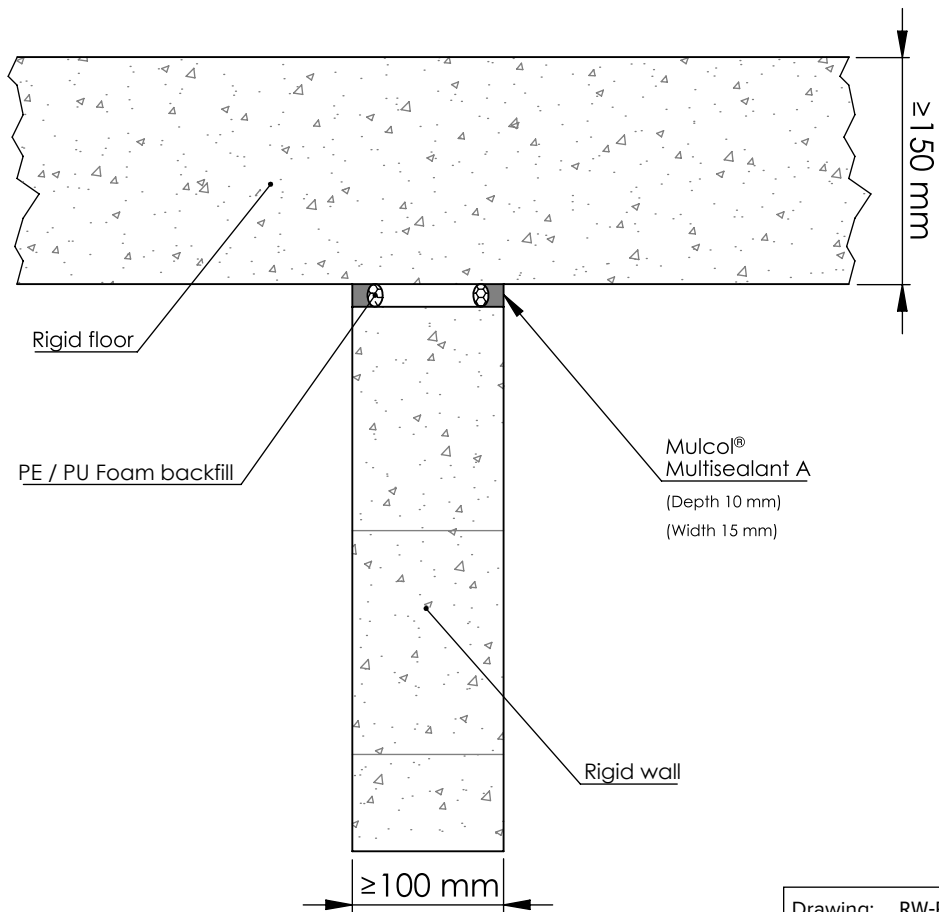 ≥150 mm
Rigid floor
PE / PU Foam backfill
Mulcol®
Multisealant A
(Depth 10 mm)
(Width 15 mm)
Rigid wall
≥100 mm
Drawing: